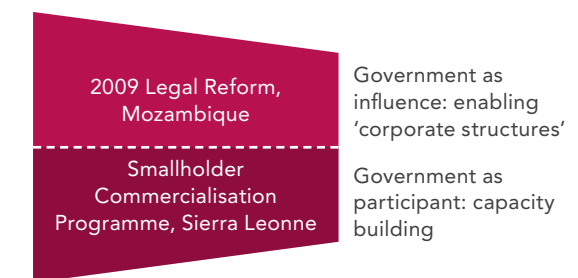 2009 Legal Reform,
Mozambique
Government as
influence: enabling
‘corporate structures’
Smallholder
Commercialisation
Programme, Sierra Leonne
Government as
participant: capacity
building